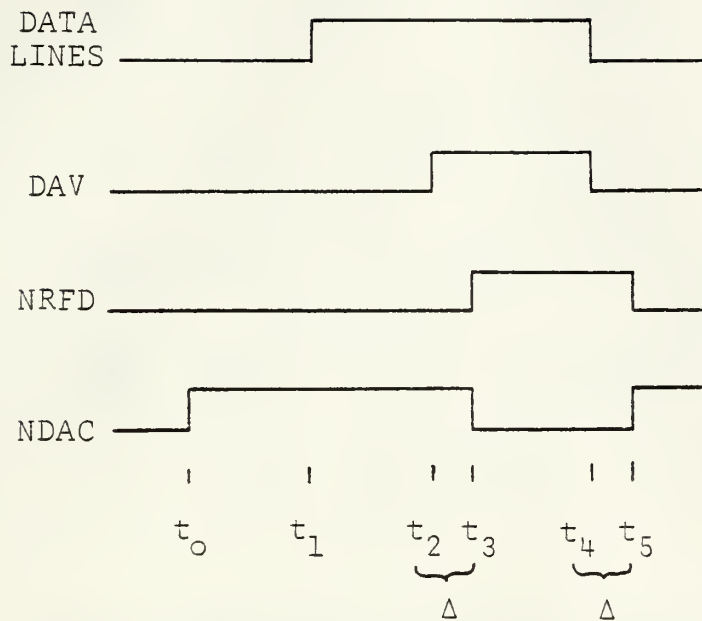 DATA
LINES
DAV
NRFD
NDAC
t₀ t₁ t₂ t₃ t₄ t₅
Δ Δ